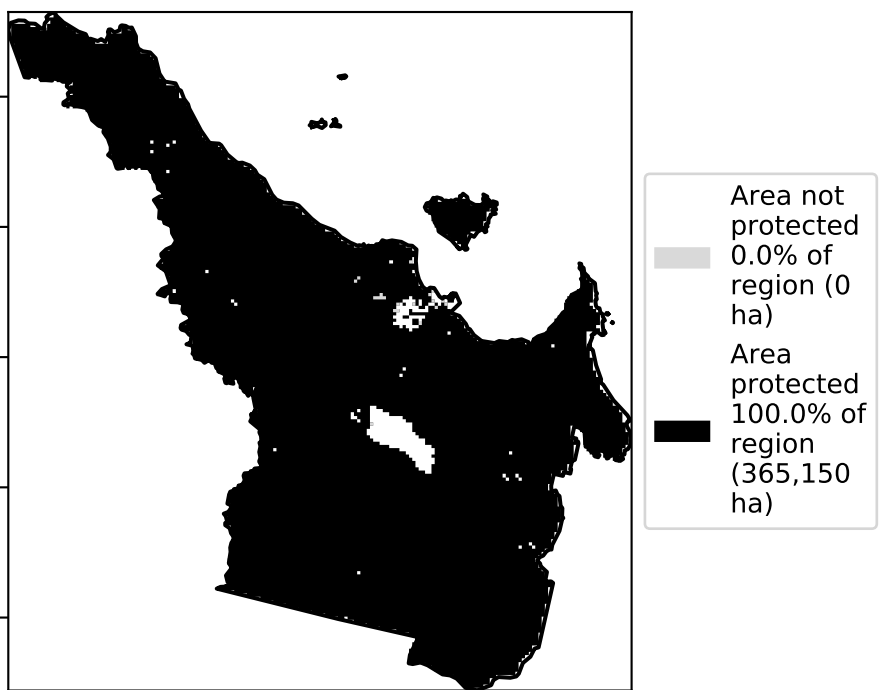 Area not
protected
0.0% of
region (0
ha)
Area
protected
100.0% of
region
(365,150
ha)